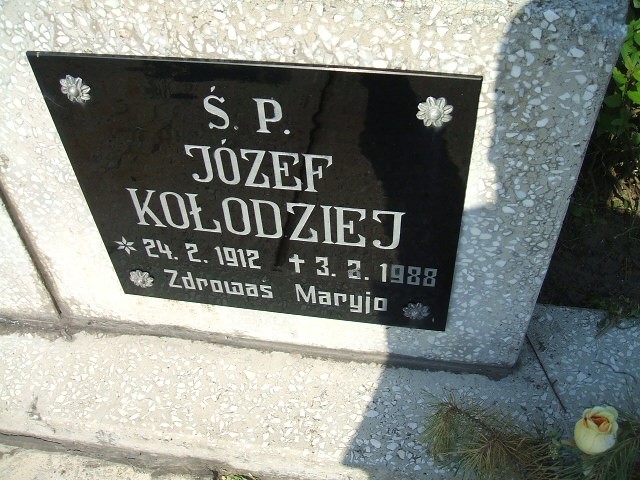 Ś. P.
JÓZEF
KOŁODZIEJ
* 24. 2. 1912 + 3. 2. 1988
Zdrowaś Maryjo